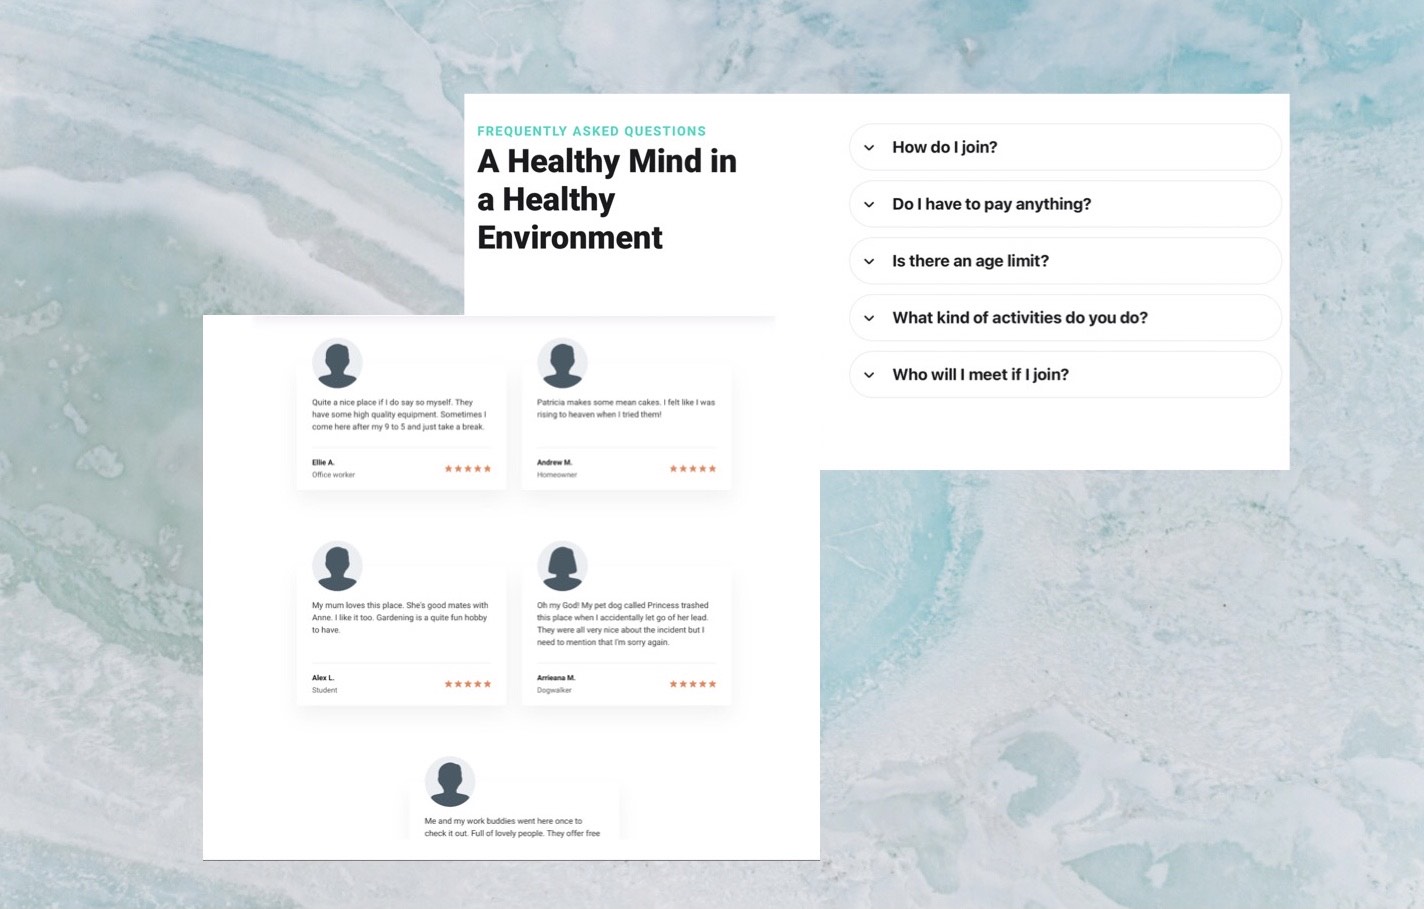 FREQUENTLY ASKED QUESTIONS
A Healthy Mind in
a Healthy
Environment
How do I join?
Do I have to pay anything?
Is there an age limit?
What kind of activities do you do?
Who will I meet if I join?
Quite a nice place if I do say so myself. They
have some high quality equipment. Sometimes I
come here after my 9 to 5 and just take a break.
Ellie A.
Office worker
Patricia makes some mean cakes. I felt like I was
rising to heaven when I tried them!
Andrew M.
Homeowner
My mum loves this place. She's good mates with
Anne. I like it too. Gardening is a quite fun hobby
to have.
Alex L.
Student
Oh my God! My pet dog called Princess trashed
this place when I accidentally let go of her lead.
They were all very nice about the incident but I
need to mention that I'm sorry again.
Arrieana M.
Dogwalker
Me and my work buddies went here once to
check it out. Full of lovely people. They offer free